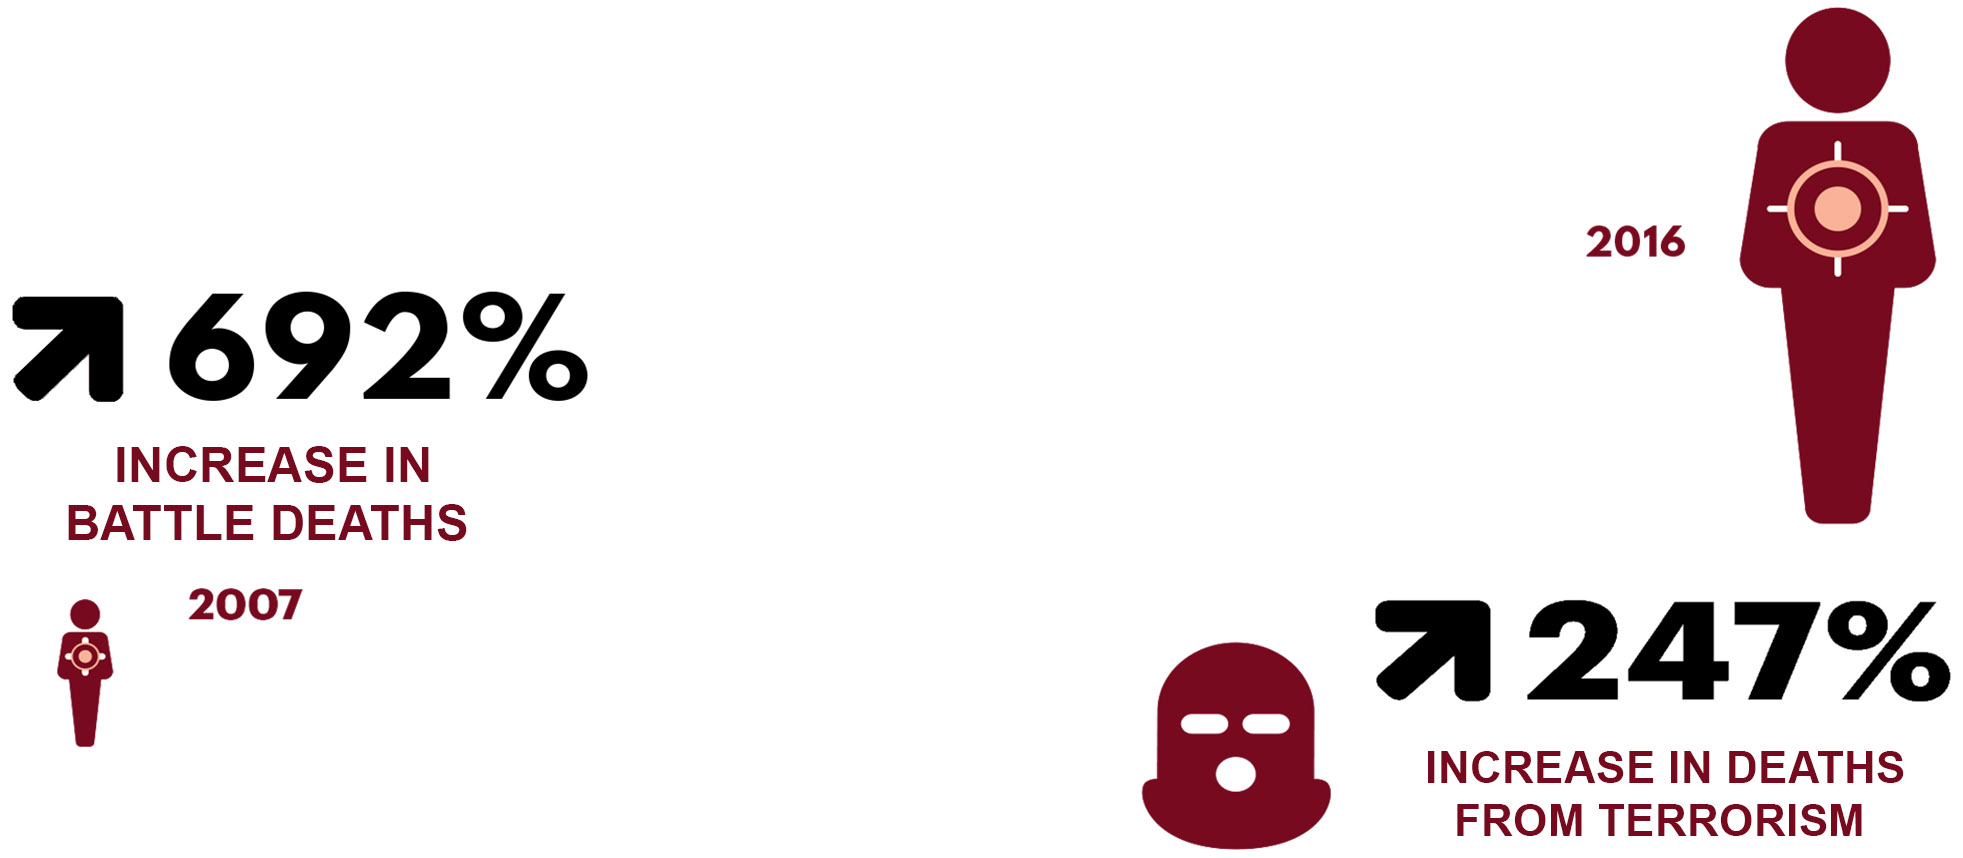 2016
692%
INCREASE IN
BATTLE DEATHS
2007
247%
INCREASE IN DEATHS
FROM TERRORISM